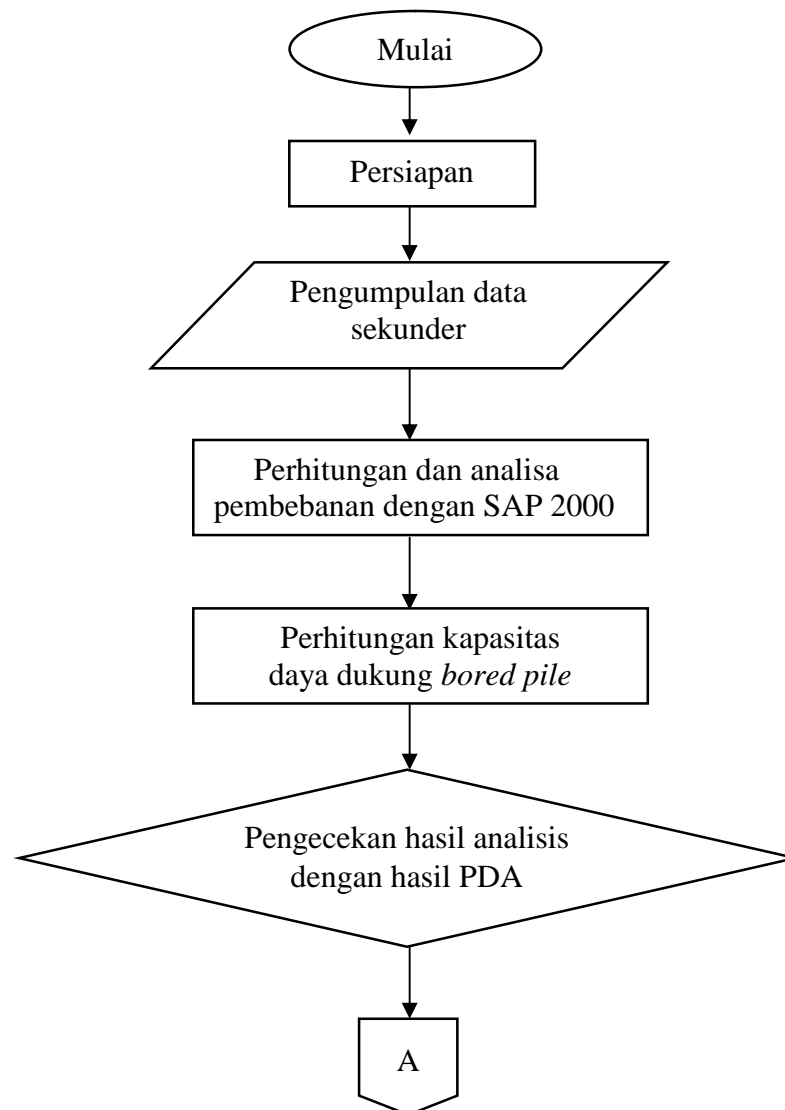 Mulai
Persiapan
Pengumpulan data
sekunder
Perhitungan dan analisa
pembebanan dengan SAP 2000
Perhitungan kapasitas
daya dukung bored pile
Pengecekan hasil analisis
dengan hasil PDA
A